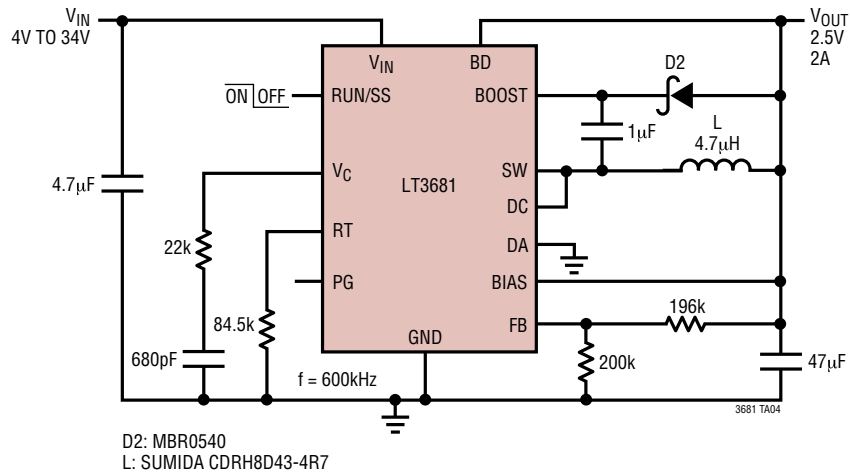 VIN
4V TO 34V
VOUT
2.5V
2A
VIN
BD
D2
ON OFF
RUN/SS
BOOST
1µF
L
4.7µH
VC
SW
4.7µF
LT3681
DC
22k
RT
DA
PG
BIAS
84.5k
196k
FB
680pF
GND
200k
47µF
f = 600kHz
3681 TA04
D2: MBR0540
L: SUMIDA CDRH8D43-4R7